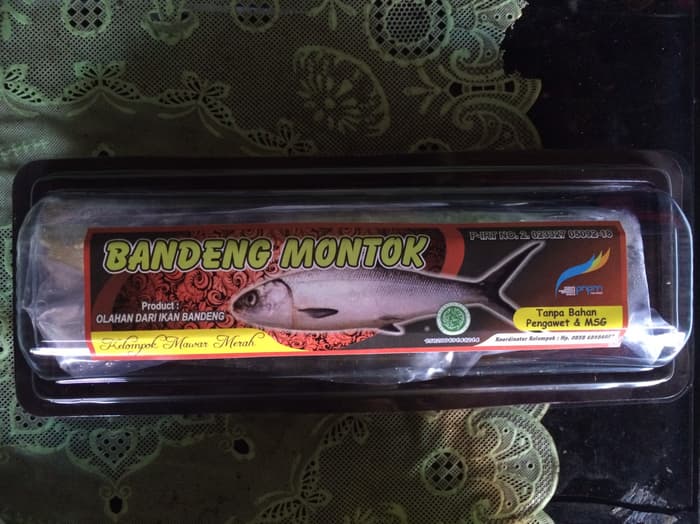 BANDENG MONTOK
P-IRT NO: 2. 023327 05092-18
Product :
OLAHAN DARI IKAN BANDENG
Kelompok Mawar Merah
phpm
Tanpa Bahan
Pengawet & MSG
Koordinator Kelompok : Hp.